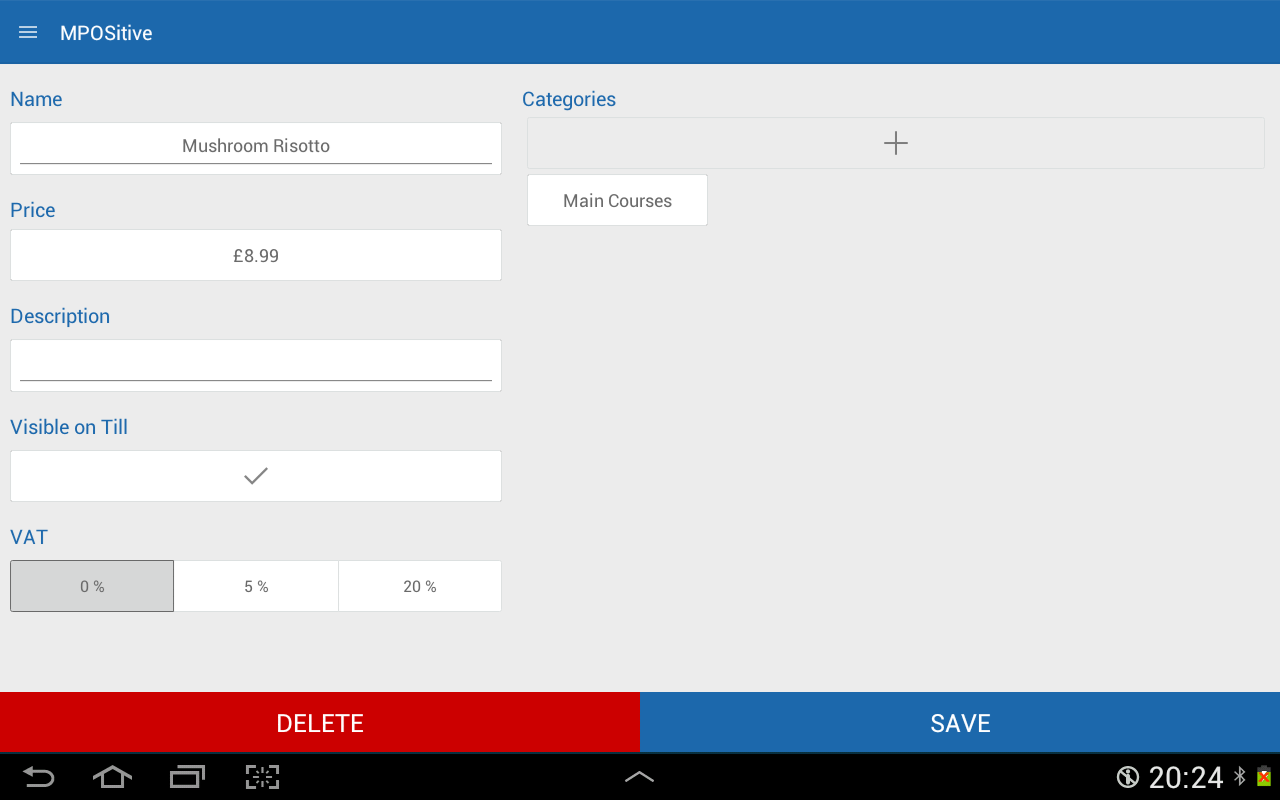 MPOSitive
Name
Mushroom Risotto
Price
£8.99
Description
Visible on Till
VAT
0 %
5 %
20 %
Categories
Main Courses
DELETE
SAVE
20:24